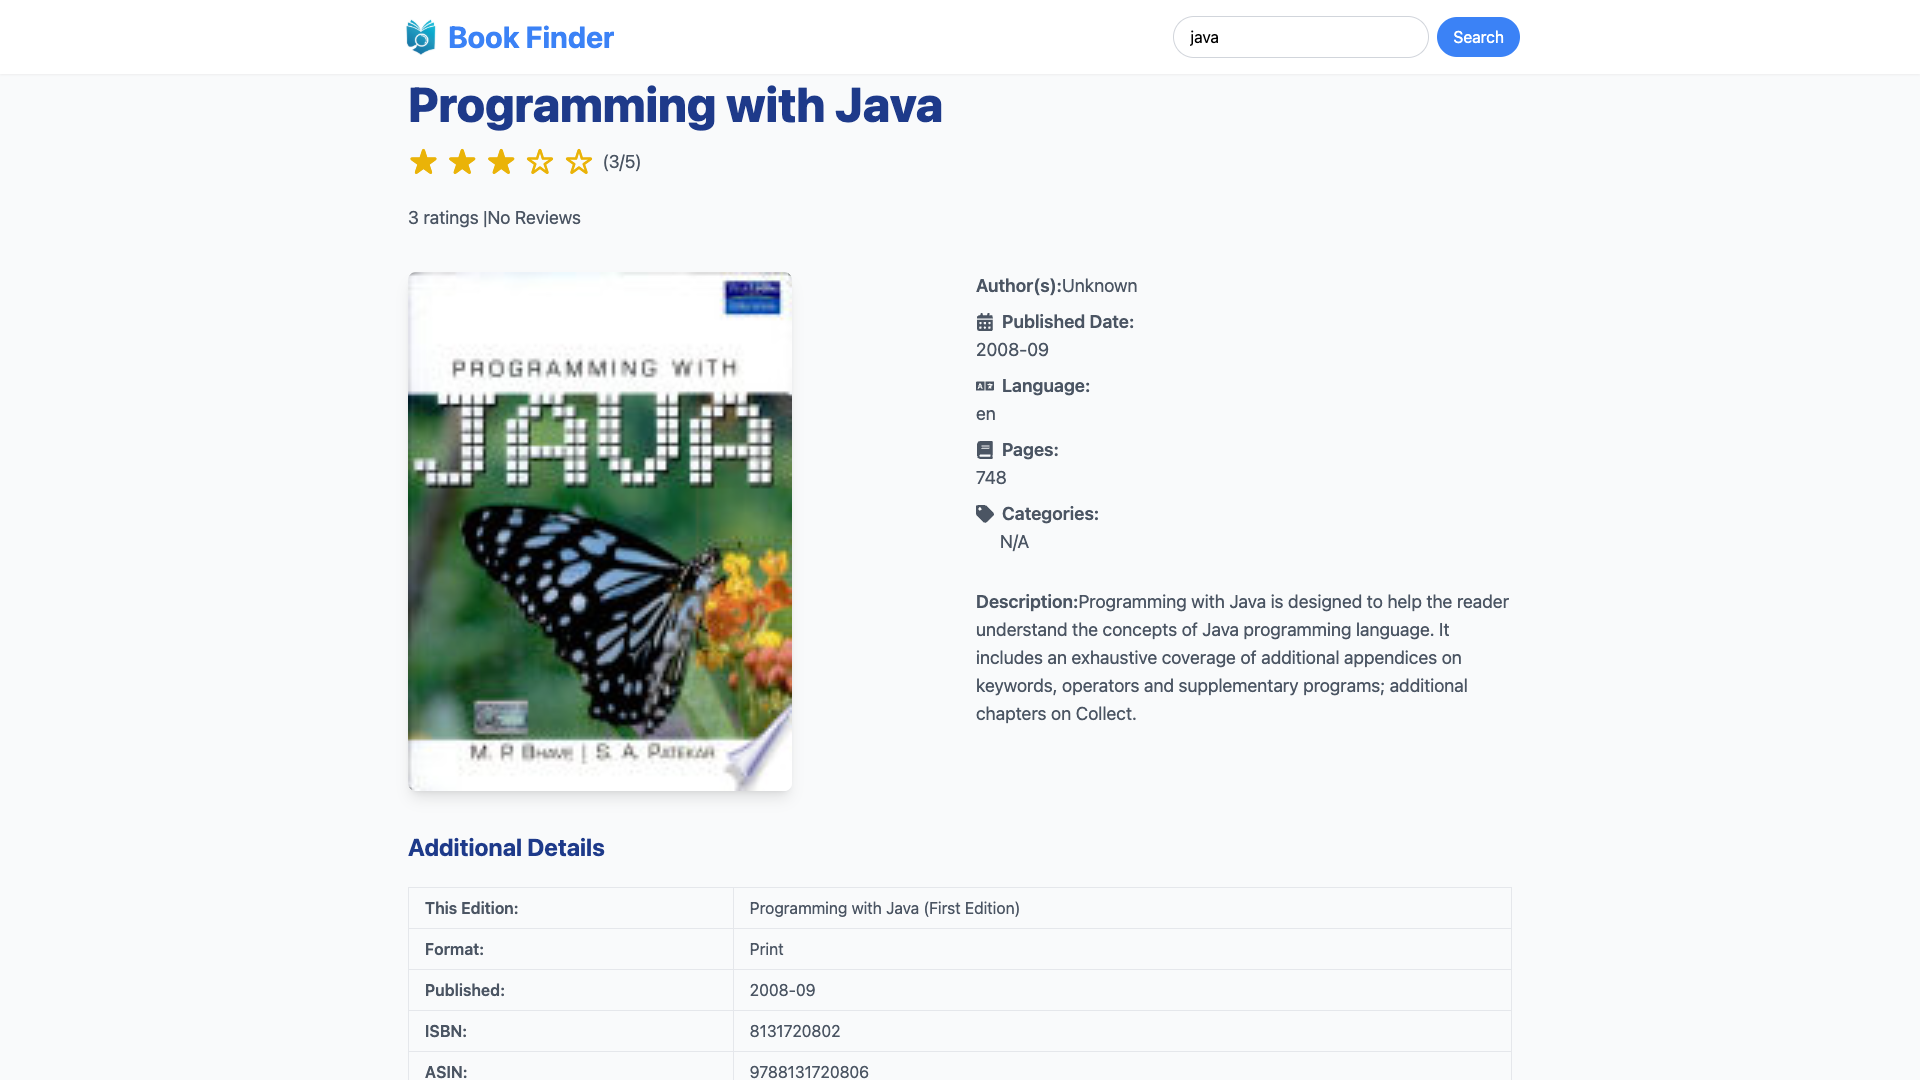 Book Finder
java
Search
Programming with Java
(3/5)
3 ratings |No Reviews
PROGRAMMING WITH
JAVA
M. P. BHAVE | S. A. PATEKAR
Author(s):Unknown
Published Date:
2008-09
Language:
en
Pages:
748
Categories:
N/A
Description:Programming with Java is designed to help the reader
understand the concepts of Java programming language. It
includes an exhaustive coverage of additional appendices on
keywords, operators and supplementary programs; additional
chapters on Collect.
Additional Details
This Edition: Programming with Java (First Edition)
Format: Print
Published: 2008-09
ISBN: 8131720802
ASIN: 9788131720806